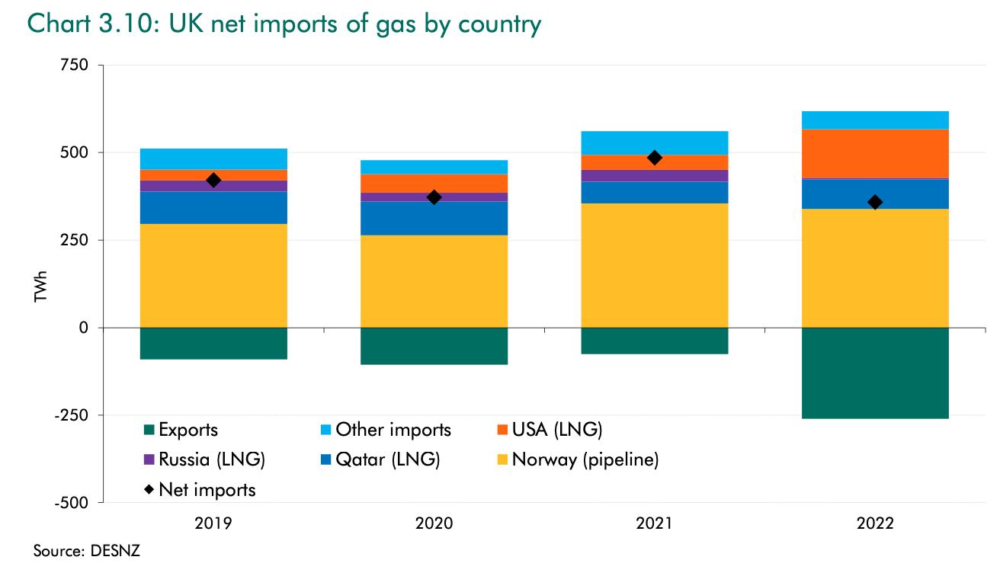 Chart 3.10: UK net imports of gas by country
750
500
250
0
-250
-500
TWh
Exports
Other imports
USA (LNG)
Russia (LNG)
Qatar (LNG)
Norway (pipeline)
Net imports
2019
2020
2021
2022
Source: DESNZ